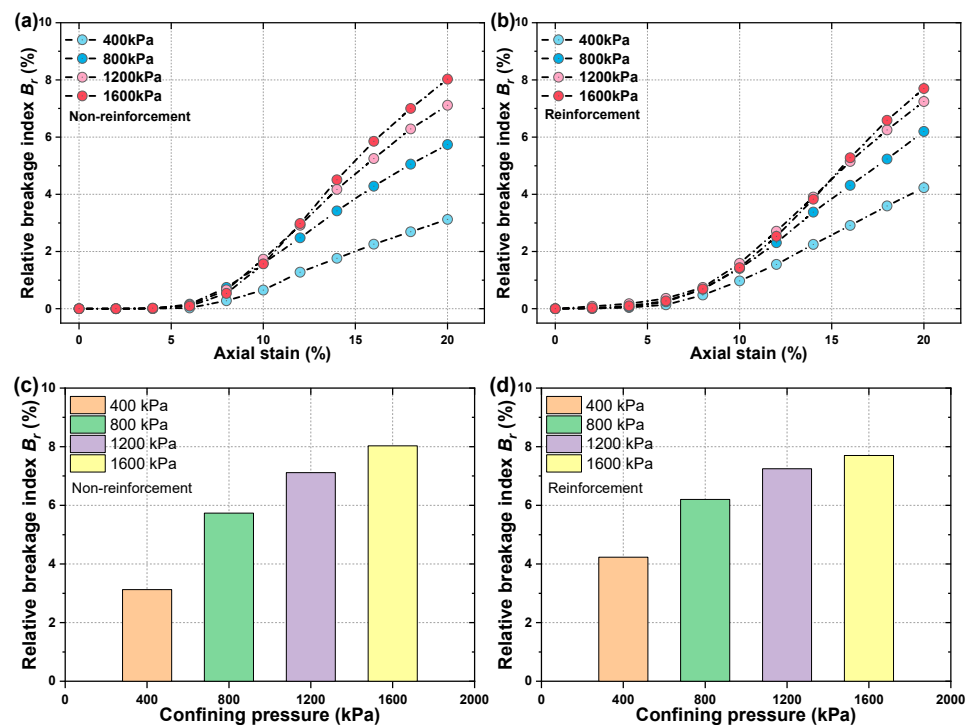 (a)
Relative breakage index Br (%)
10
8
6
4
2
0
400kPa
800kPa
1200kPa
1600kPa
Non-reinforcement
0 5 10 15 20
Axial stain (%)
(b)
Relative breakage index Br (%)
10
8
6
4
2
0
400kPa
800kPa
1200kPa
1600kPa
Reinforcement
0 5 10 15 20
Axial stain (%)
(c)
Relative breakage index Br (%)
10
8
6
4
2
0
400 kPa
800 kPa
1200 kPa
1600 kPa
Non-reinforcement
0 400 800 1200 1600 2000
Confining pressure (kPa)
(d)
Relative breakage index Br (%)
10
8
6
4
2
0
400 kPa
800 kPa
1200 kPa
1600 kPa
Reinforcement
0 400 800 1200 1600 2000
Confining pressure (kPa)